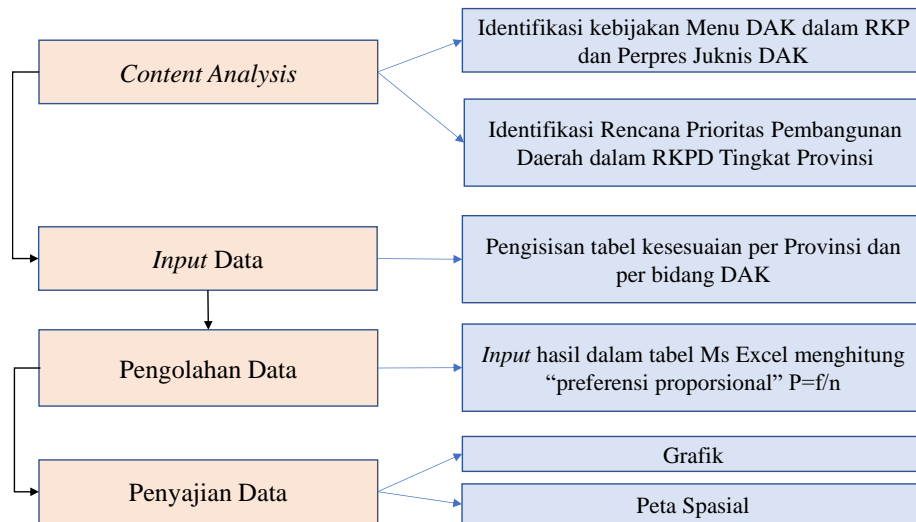 Identifikasi kebijakan Menu DAK dalam RKP
dan Perpres Juknis DAK
Content Analysis
Identifikasi Rencana Prioritas Pembangunan
Daerah dalam RKPD Tingkat Provinsi
Input Data
Pengisisan tabel kesesuaian per Provinsi dan
per bidang DAK
Pengolahan Data
Input hasil dalam tabel Ms Excel menghitung
“preferensi proporsional” P=f/n
Penyajian Data
Grafik
Peta Spasial